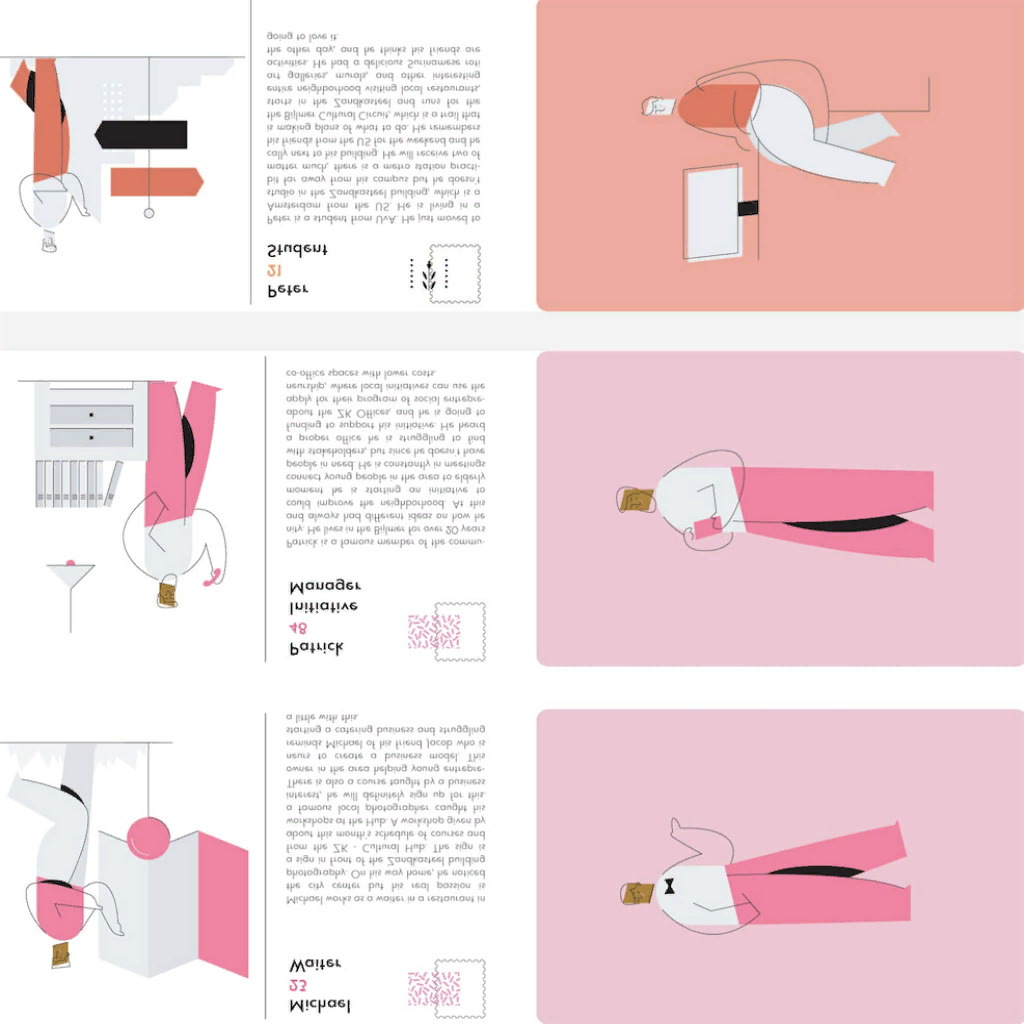 Michael
23
Waiter
Michael works as a waiter in a restaurant in
the city center but his real passion is
photography. On his way home, he noticed
a sign in front of the Zandkasteel building
from the ZK - Cultural Hub. The sign is
about this month's schedule of courses and
workshops at the Hub. A workshop given by
a famous local photographer caught his
interest, he will definitely sign up for this.
There is also a course taught by a business
owner in the area helping young entrepre-
neurs to create a business model. This
reminds Michael of his friend Jacob who is
starting a catering business and struggling
a little with this.
Patrick
48
Initiative
Manager
Patrick is a famous member of the commu-
nity. He lives in the Bijlmer for over 20 years
and always had different ideas on how he
could improve the neighborhood. At this
moment he is starting an initiative to
connect young people in the area to elderly
people in need. He is constantly in meetings
with stakeholders, but since he doesn't have
a proper office he is struggling to find
funding to support his initiative. He heard
about the ZK Offices, and he is going to
apply for their program of social entrepre-
neurship, where local initiatives can use the
co-office spaces with lower costs.
Peter
21
Student
Peter is a student from UvA. He just moved to
Amsterdam from the US. He is living in a
studio in the Zandkasteel building, which is a
bit far away from his campus but he doesn't
matter much, there is a metro station practi-
cally next to his building. He will receive two of
his friends from the US for the weekend and he
is making plans of what to do. He remembers
the Bijlmer Cultural Circuit, which is a trail that
starts in the Zandkasteel and runs for the
entire neighborhood visiting local restaurants,
art galleries, murals, and other interesting
activities. He had a delicious Surinamese roti
the other day, and he thinks his friends are
going to love it.